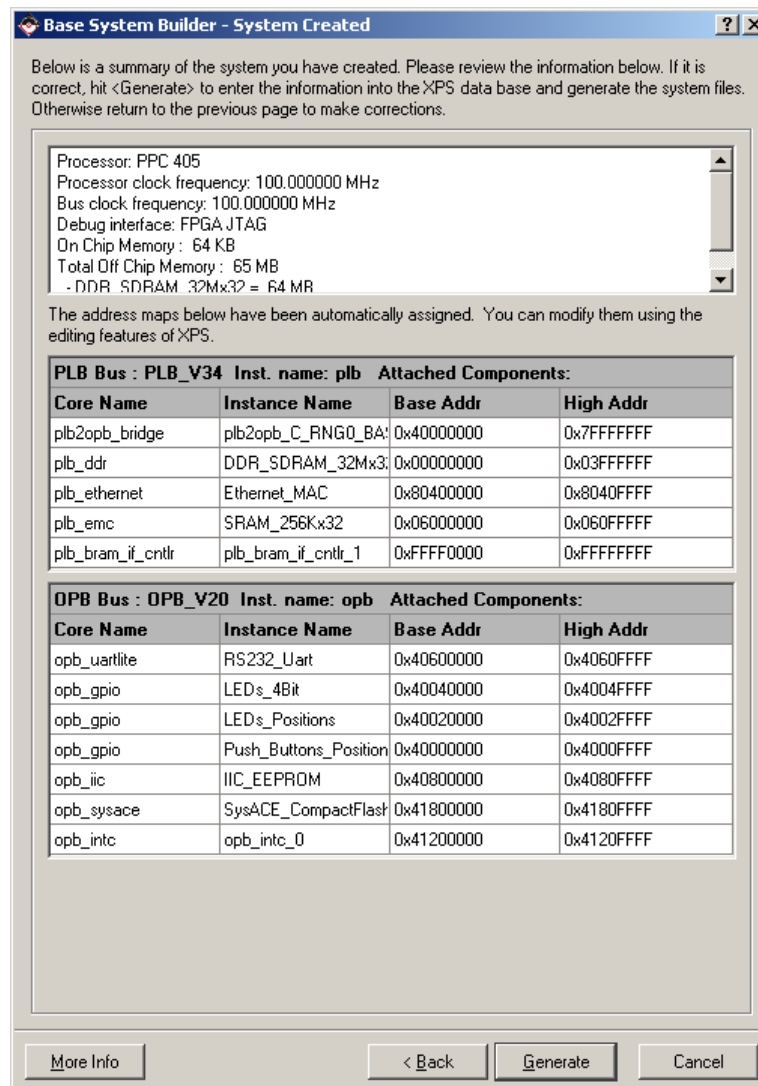 Base System Builder - System Created
Below is a summary of the system you have created. Please review the information below. If it is
correct, hit <Generate> to enter the information into the XPS data base and generate the system files.
Otherwise return to the previous page to make corrections.
Processor: PPC 405
Processor clock frequency: 100.000000 MHz
Bus clock frequency: 100.000000 MHz
Debug interface: FPGA JTAG
On Chip Memory : 64 KB
Total Off Chip Memory : 65 MB
- DDR_SDRAM_32Mx32 = 64 MB
The address maps below have been automatically assigned. You can modify them using the
editing features of XPS.
PLB Bus : PLB_V34 Inst. name: plb Attached Components:
Core Name Instance Name Base Addr High Addr
plb2opb_bridge plb2opb_C_RNG0_BA 0x40000000 0x7FFFFFFF
plb_ddr DDR_SDRAM_32Mx3 0x00000000 0x03FFFFFF
plb_ethernet Ethernet_MAC 0x80400000 0x8040FFFF
plb_emc SRAM_256Kx32 0x06000000 0x060FFFFF
plb_bram_if_cntlr plb_bram_if_cntlr_1 0xFFFF0000 0xFFFFFFFF
OPB Bus : OPB_V20 Inst. name: opb Attached Components:
Core Name Instance Name Base Addr High Addr
opb_uartlite RS232_Uart 0x40600000 0x4060FFFF
opb_gpio LEDs_4Bit 0x40040000 0x4004FFFF
opb_gpio LEDs_Positions 0x40020000 0x4002FFFF
opb_gpio Push_Buttons_Position 0x40000000 0x4000FFFF
opb_iic IIC_EEPROM 0x40800000 0x4080FFFF
opb_sysace SysACE_CompactFlash 0x41800000 0x4180FFFF
opb_intc opb_intc_0 0x41200000 0x4120FFFF
More Info < Back Generate Cancel